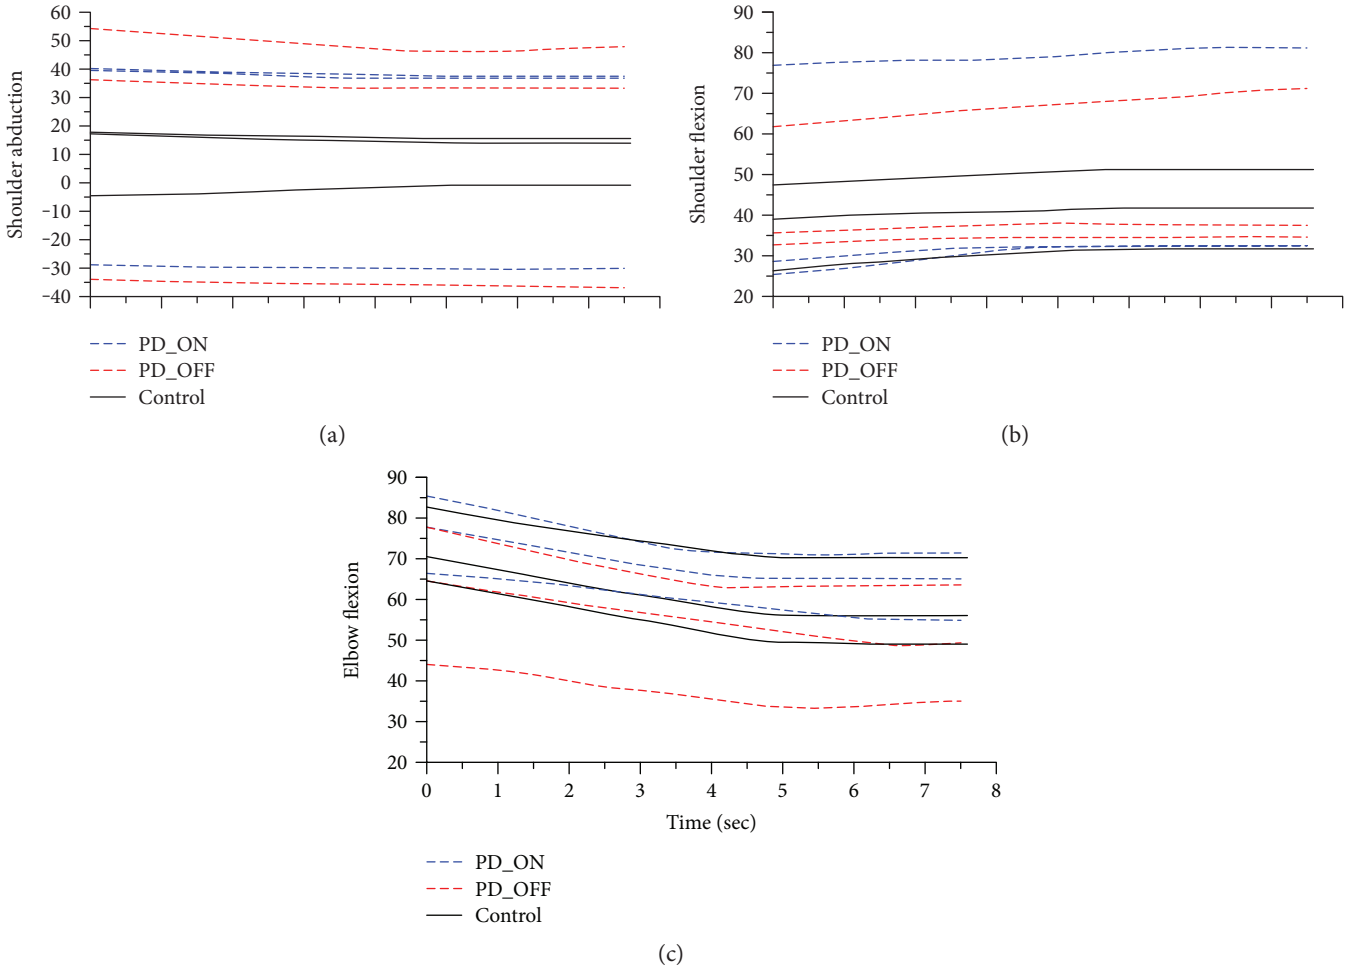 60
50
40
30
20
10
0
-10
-20
-30
-40
Shoulder abduction
PD_ON
PD_OFF
Control
(a)
90
80
70
60
50
40
30
20
Shoulder flexion
PD_ON
PD_OFF
Control
(b)
90
80
70
60
50
40
30
20
Elbow flexion
0 1 2 3 4 5 6 7 8
Time (sec)
PD_ON
PD_OFF
Control
(c)